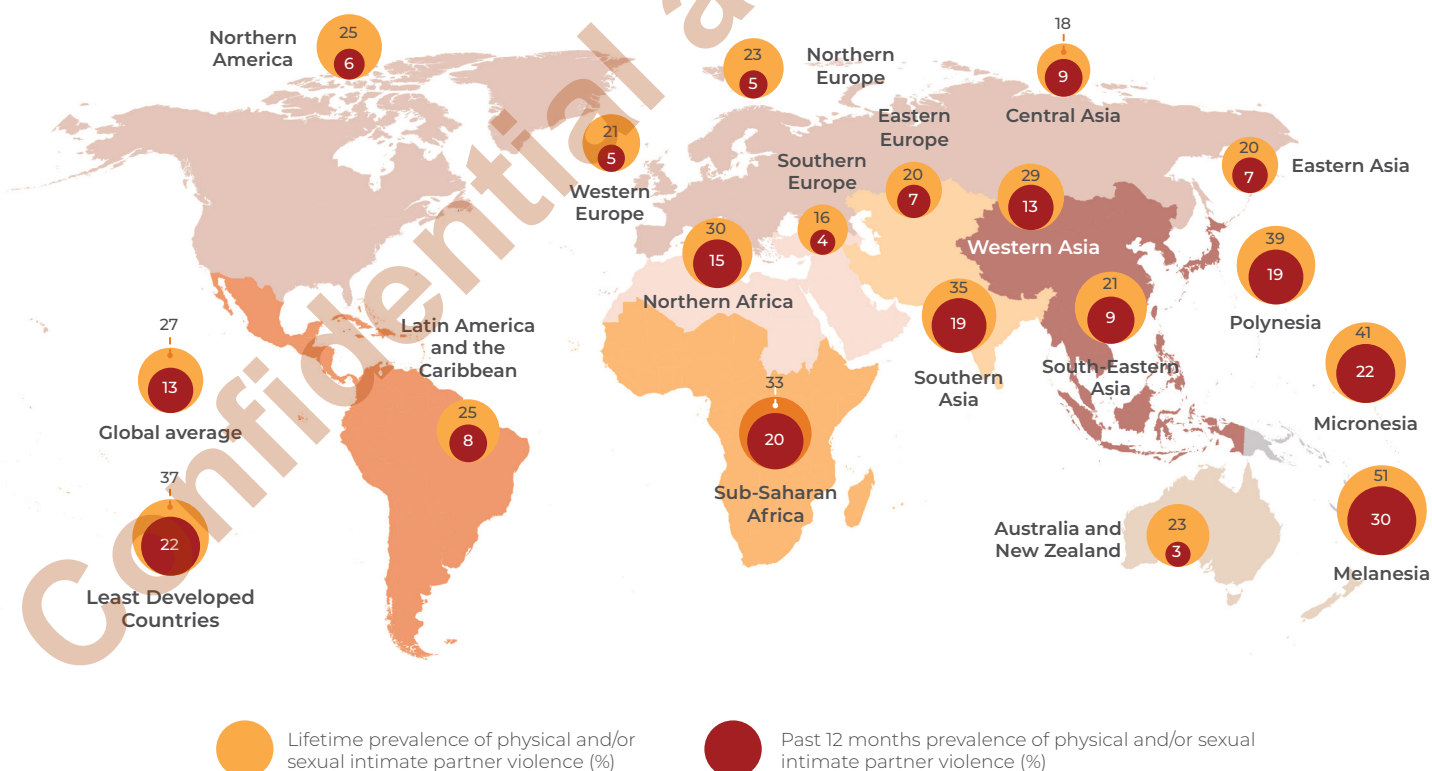 25
6
Northern
America
23
5
Northern
Europe
18
9
Central Asia
21
5
Western
Europe
Eastern
Europe
20
7
Southern
Europe
16
4
29
13
Western Asia
20
7
Eastern Asia
30
15
Northern Africa
39
19
Polynesia
35
19
Southern
Asia
21
9
South-Eastern
Asia
27
13
Global average
Latin America
and the
Caribbean
25
8
33
20
Sub-Saharan
Africa
41
22
Micronesia
37
22
Least Developed
Countries
Australia and
New Zealand
23
3
51
30
Melanesia
Confidential a
Lifetime prevalence of physical and/or
sexual intimate partner violence (%)
Past 12 months prevalence of physical and/or sexual
intimate partner violence (%)